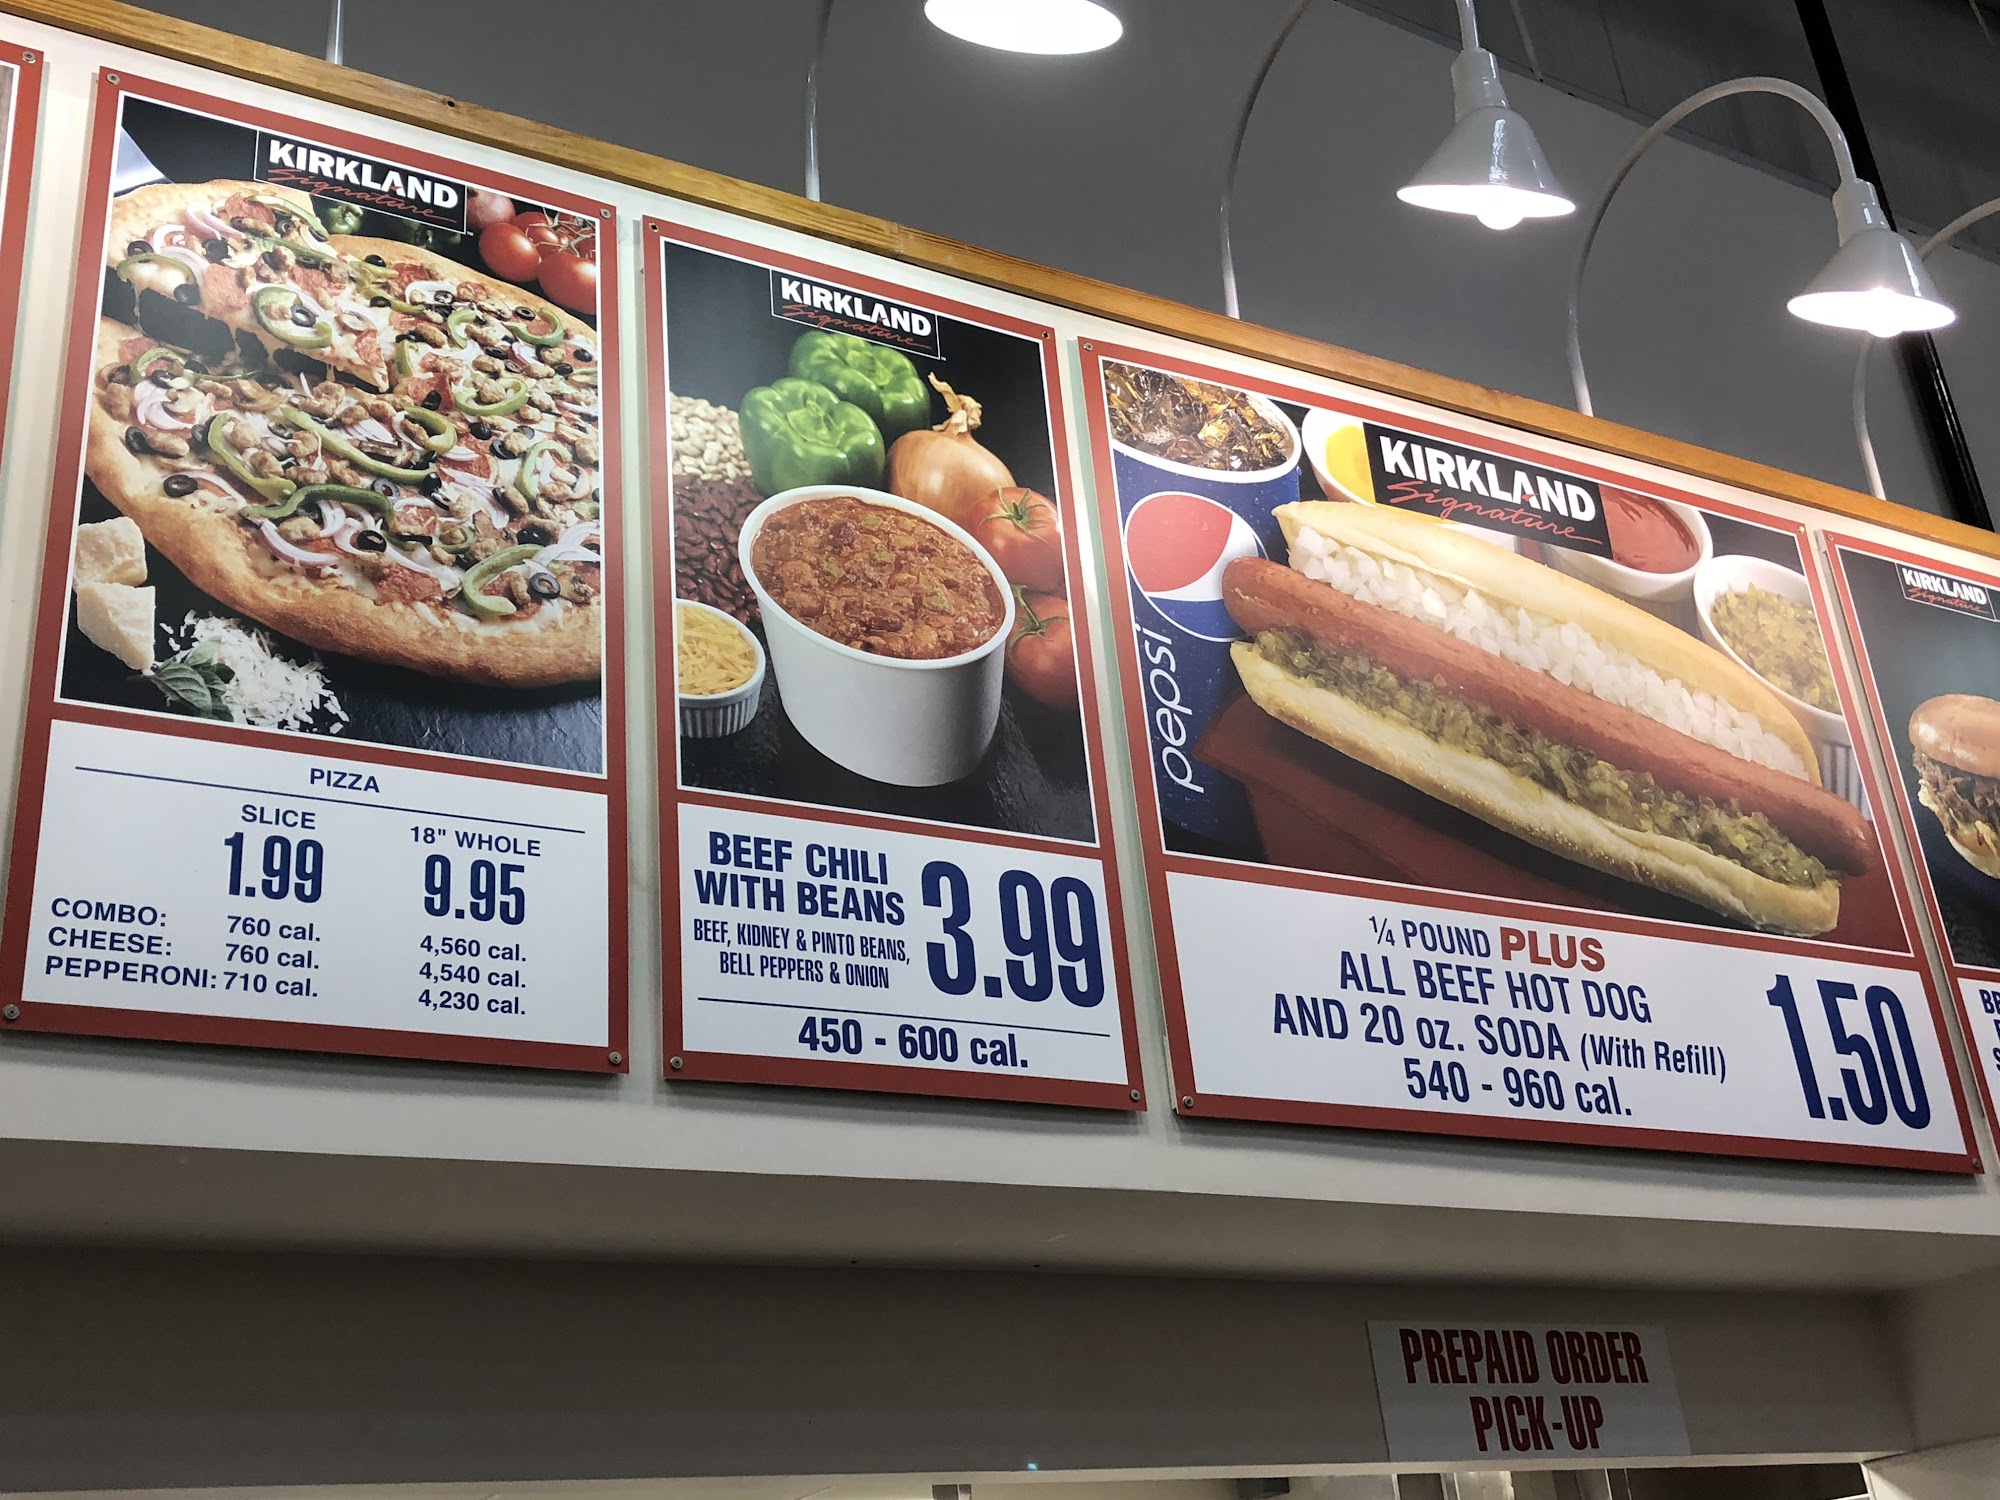 KIRKLAND
Signature
PIZZA
SLICE
1.99
18" WHOLE
9.95
COMBO: 760 cal. 4,560 cal.
CHEESE: 760 cal. 4,540 cal.
PEPPERONI: 710 cal. 4,230 cal.
KIRKLAND
Signature
BEEF CHILI
WITH BEANS
BEEF, KIDNEY & PINTO BEANS,
BELL PEPPERS & ONION
3.99
450 - 600 cal.
KIRKLAND
Signature
pepsi
1/4 POUND PLUS
ALL BEEF HOT DOG
AND 20 oz. SODA (With Refill)
540 - 960 cal.
1.50
KIRKLAND
Signature
PREPAID ORDER
PICK-UP